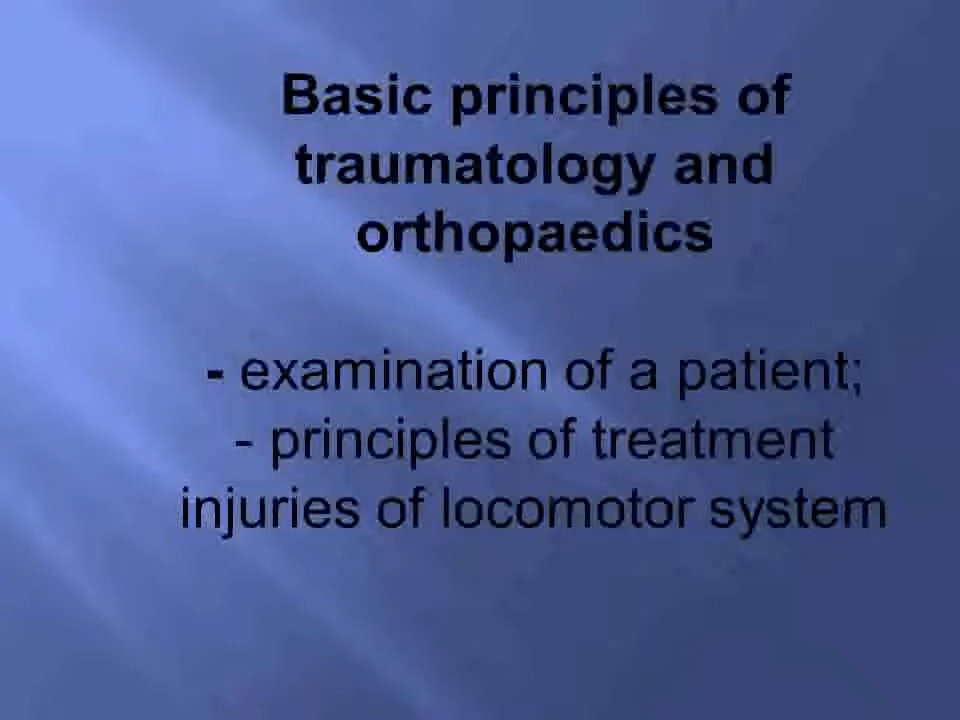 Basic principles of
traumatology and
orthopaedics
- examination of a patient;
- principles of treatment
injuries of locomotor system